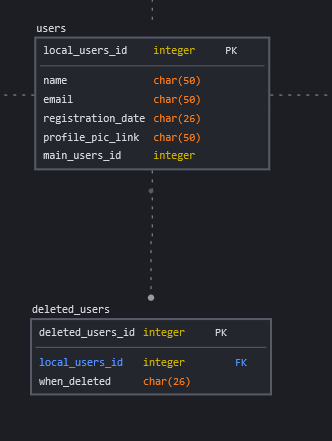 users
local_users_id integer PK
name char(50)
email char(50)
registration_date char(26)
profile_pic_link char(50)
main_users_id integer
deleted_users
deleted_users_id integer PK
local_users_id integer FK
when_deleted char(26)